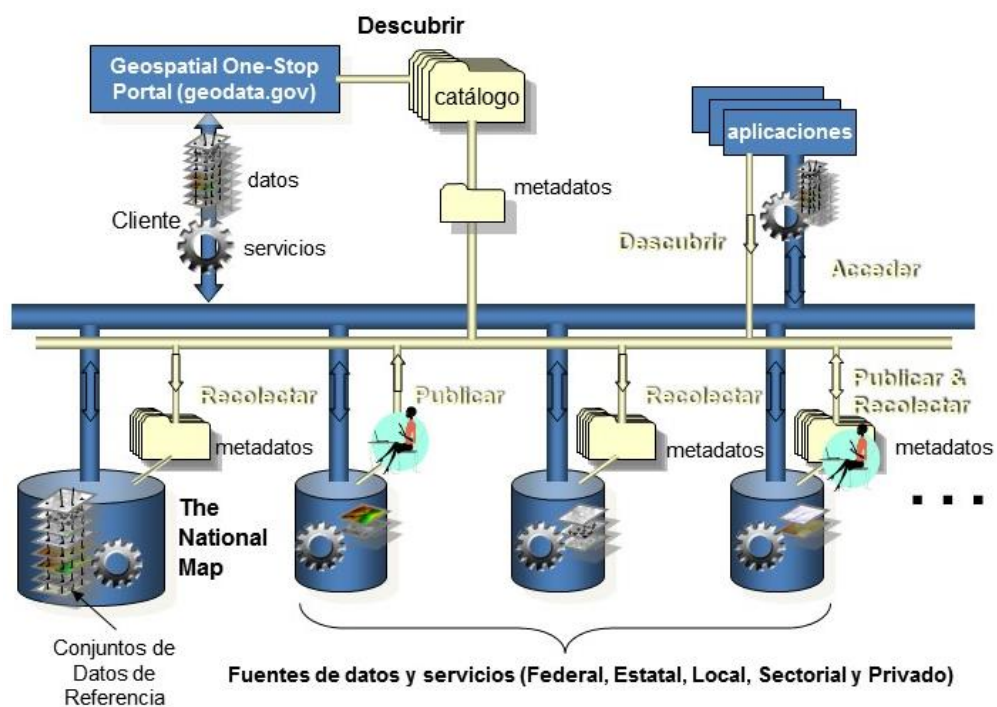 Descubrir
Geospatial One-Stop
Portal (geodata.gov)
catálogo
aplicaciones
datos
metadatos
Cliente
servicios
Descubrir
Acceder
Recolectar
Publicar
Recolectar
Publicar &
Recolectar
metadatos
metadatos
metadatos
The
National
Map
. . .
Conjuntos de
Datos de
Referencia
Fuentes de datos y servicios (Federal, Estatal, Local, Sectorial y Privado)